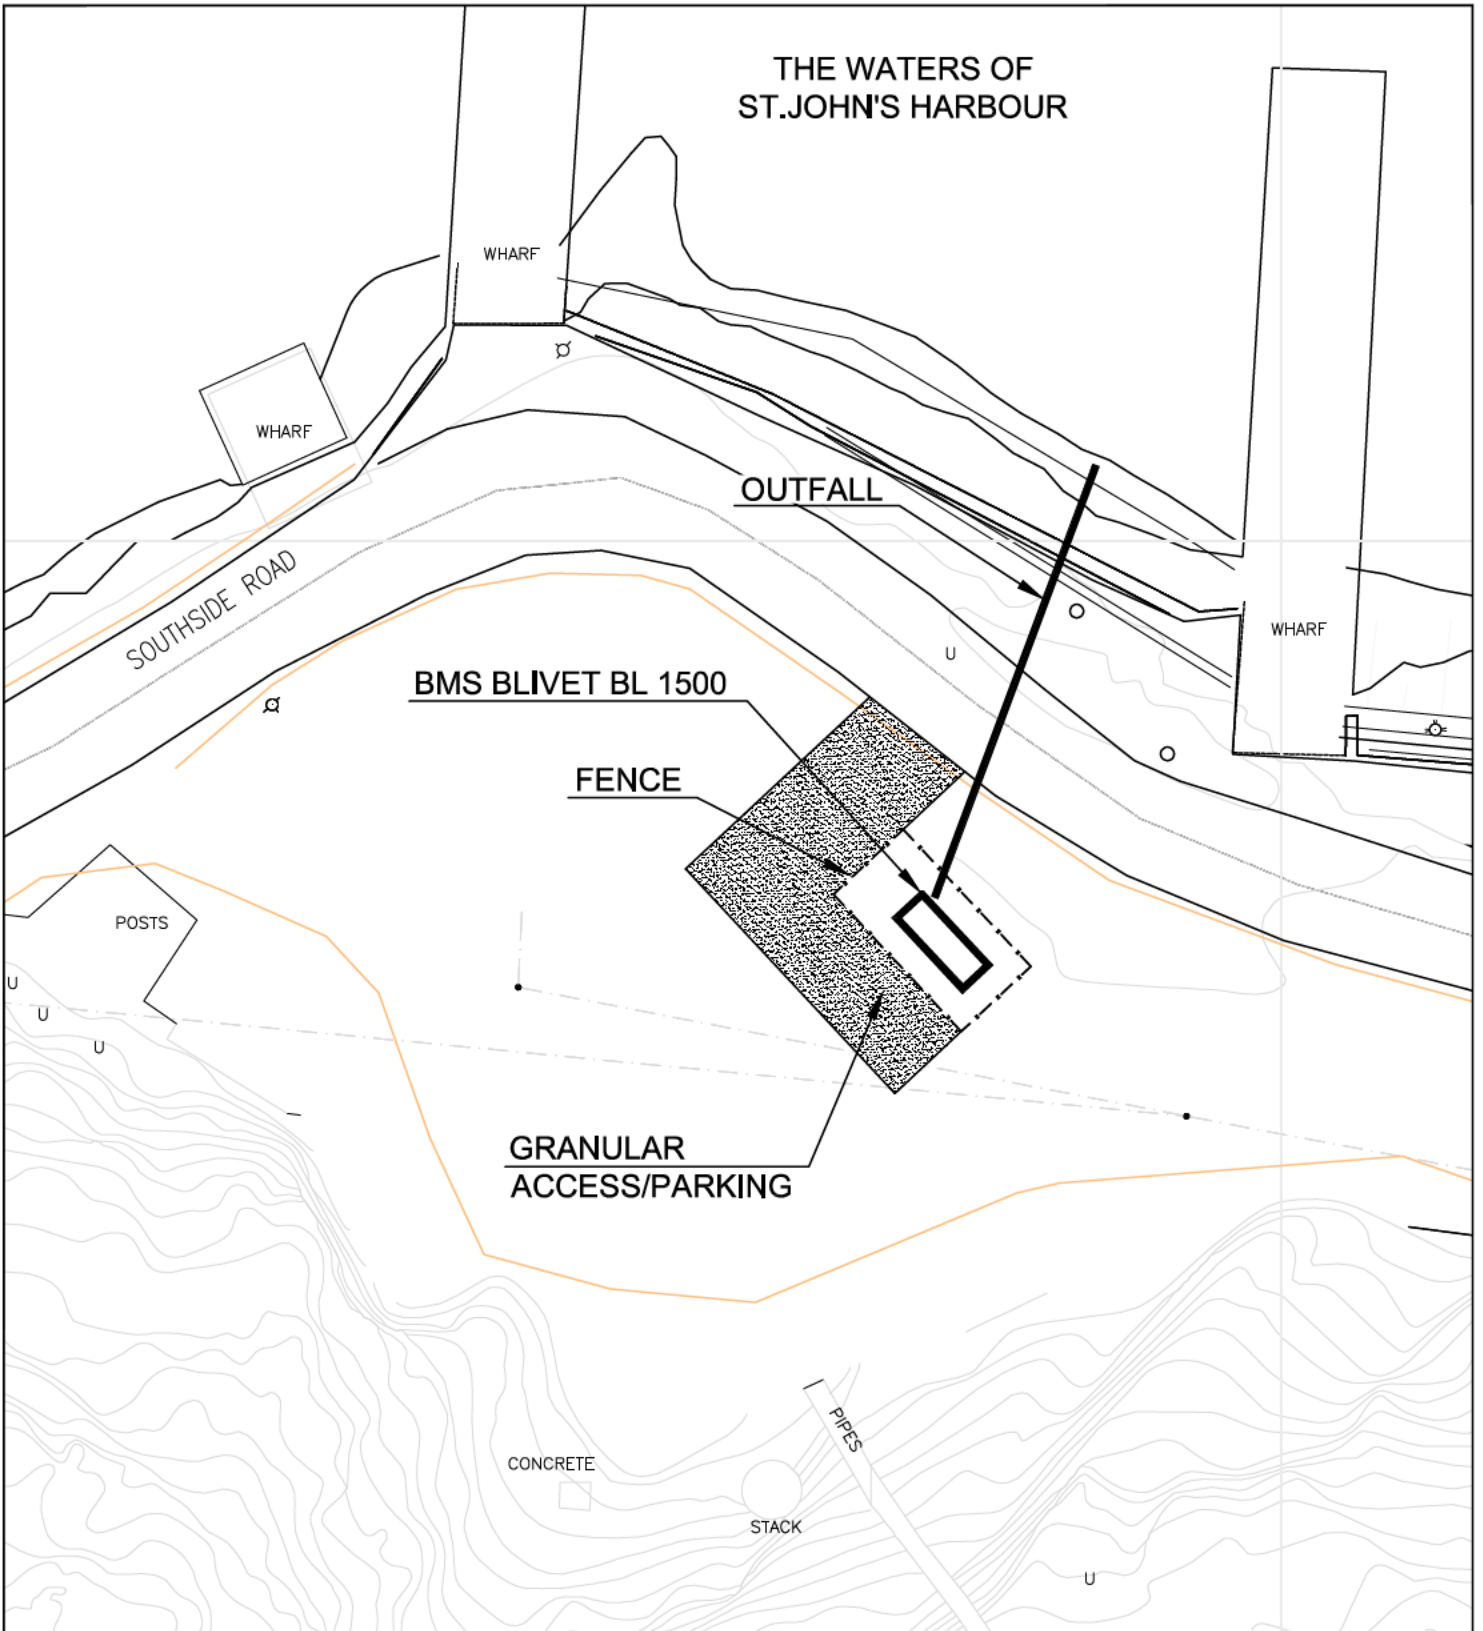 THE WATERS OF
ST.JOHN'S HARBOUR
WHARF
WHARF
OUTFALL
SOUTHSIDE ROAD
WHARF
U
BMS BLIVET BL 1500
FENCE
POSTS
U
U
U
GRANULAR
ACCESS/PARKING
PIPES
CONCRETE
STACK
U